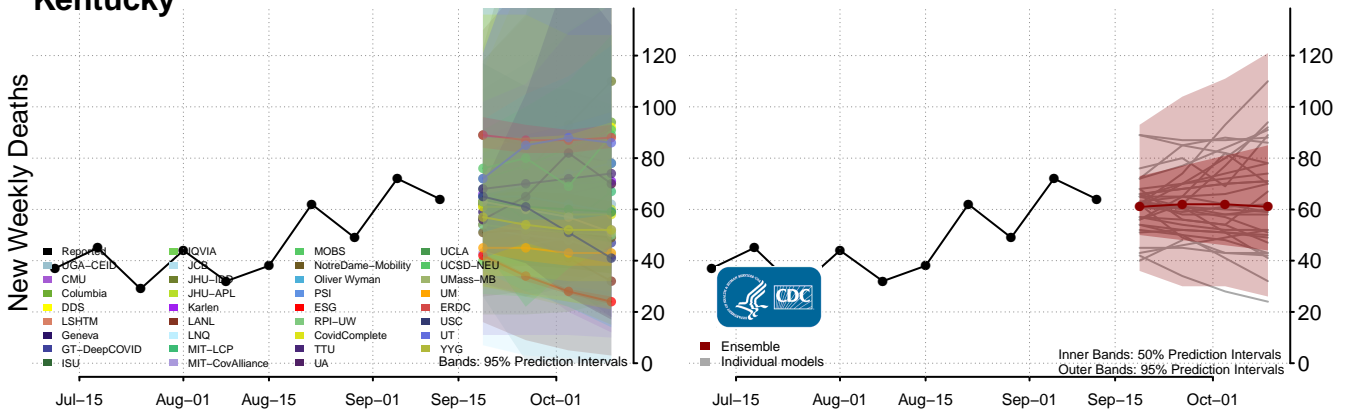 Kentucky
New Weekly Deaths
120
100
80
60
40
20
0
Reported
UGA−CEID
CMU
Columbia
DDS
LSHTM
Geneva
GT−DeepCOVID
ISU
IQVIA
JCB
JHU−IDD
JHU−APL
Karlen
LANL
LNQ
MIT−LCP
MIT−CovAlliance
MOBS
NotreDame−Mobility
Oliver Wyman
PSI
ESG
RPI−UW
CovidComplete
TTU
UA
UCLA
UCSD−NEU
UMass−MB
UM
ERDC
USC
UT
YYG
Bands: 95% Prediction Intervals
Jul−15
Aug−01
Aug−15
Sep−01
Sep−15
Oct−01
120
100
80
60
40
20
0
CDC
Ensemble
Individual models
Inner Bands: 50% Prediction Intervals
Outer Bands: 95% Prediction Intervals
Jul−15
Aug−01
Aug−15
Sep−01
Sep−15
Oct−01